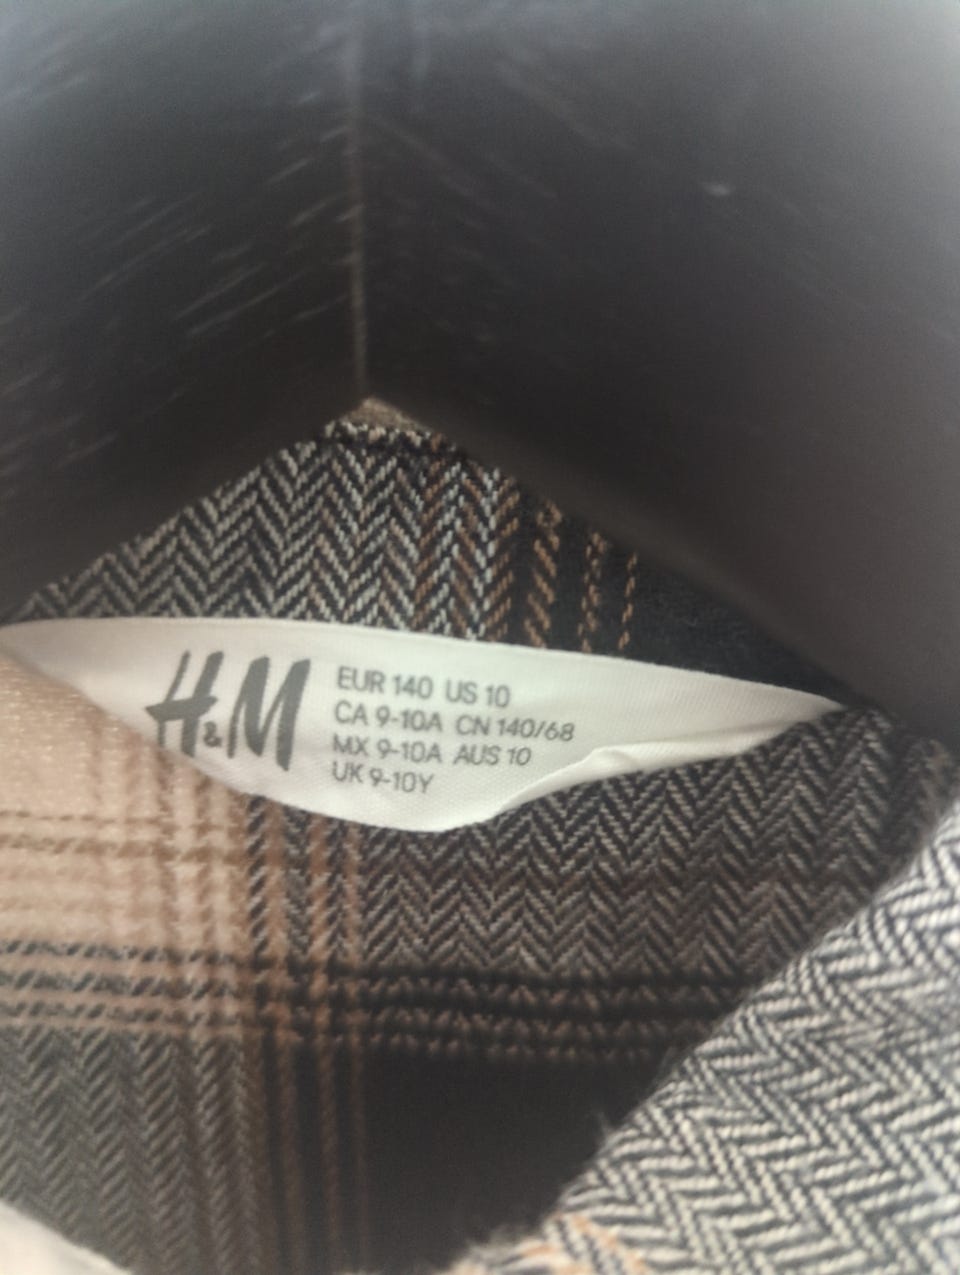 H&M
EUR 140 US 10
CA 9-10A CN 140/68
MX 9-10A AUS 10
UK 9-10Y